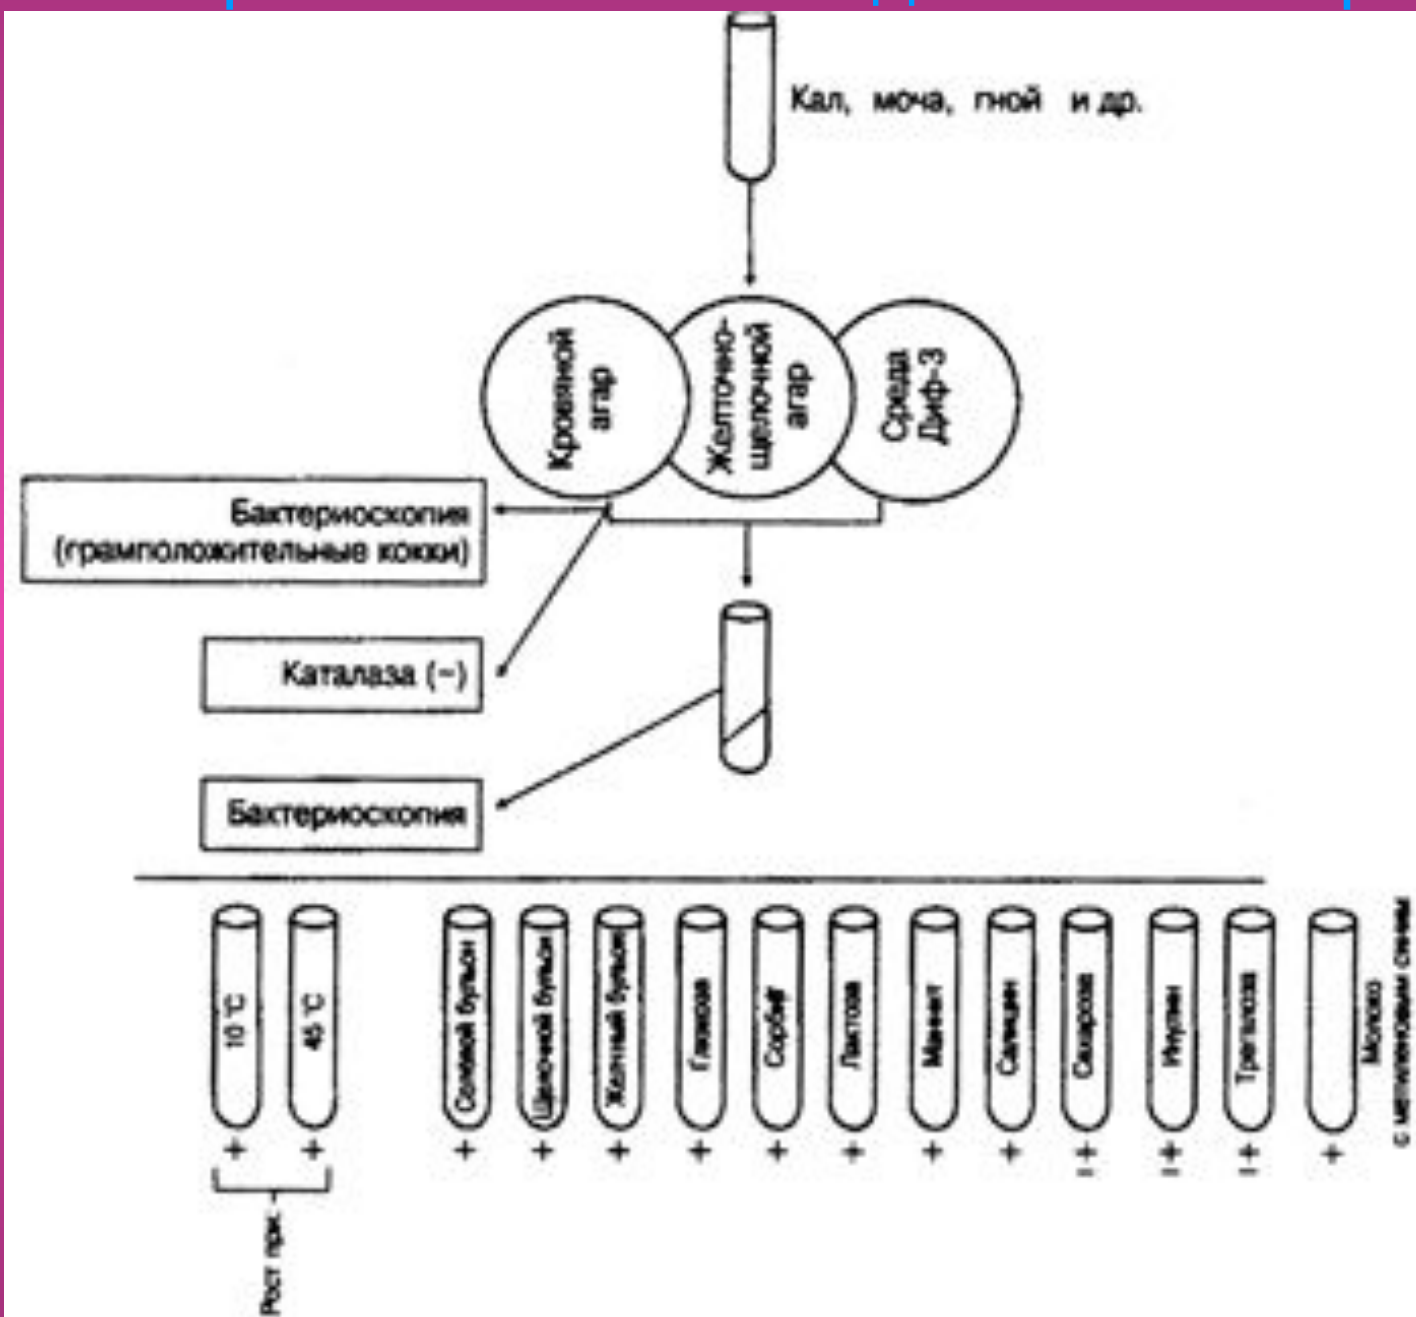 Кал, моча, гной и др.
Кровяной
агар
Желточно-
щелочной
агар
Среда
Диф-3
Бактериоскопия
(грамположительные кокки)
Каталаза (–)
Бактериоскопия
10 °C
45 °C
Солевой бульон
Щелочной бульон
Желчный бульон
Глюкоза
Сорбит
Лактоза
Маннит
Салицин
Сахароза
Инулин
Трегалоза
Молоко
с метиленовым синим
+
+
+
+
+
+
+
+
+
+
±
±
±
+
Рост при: